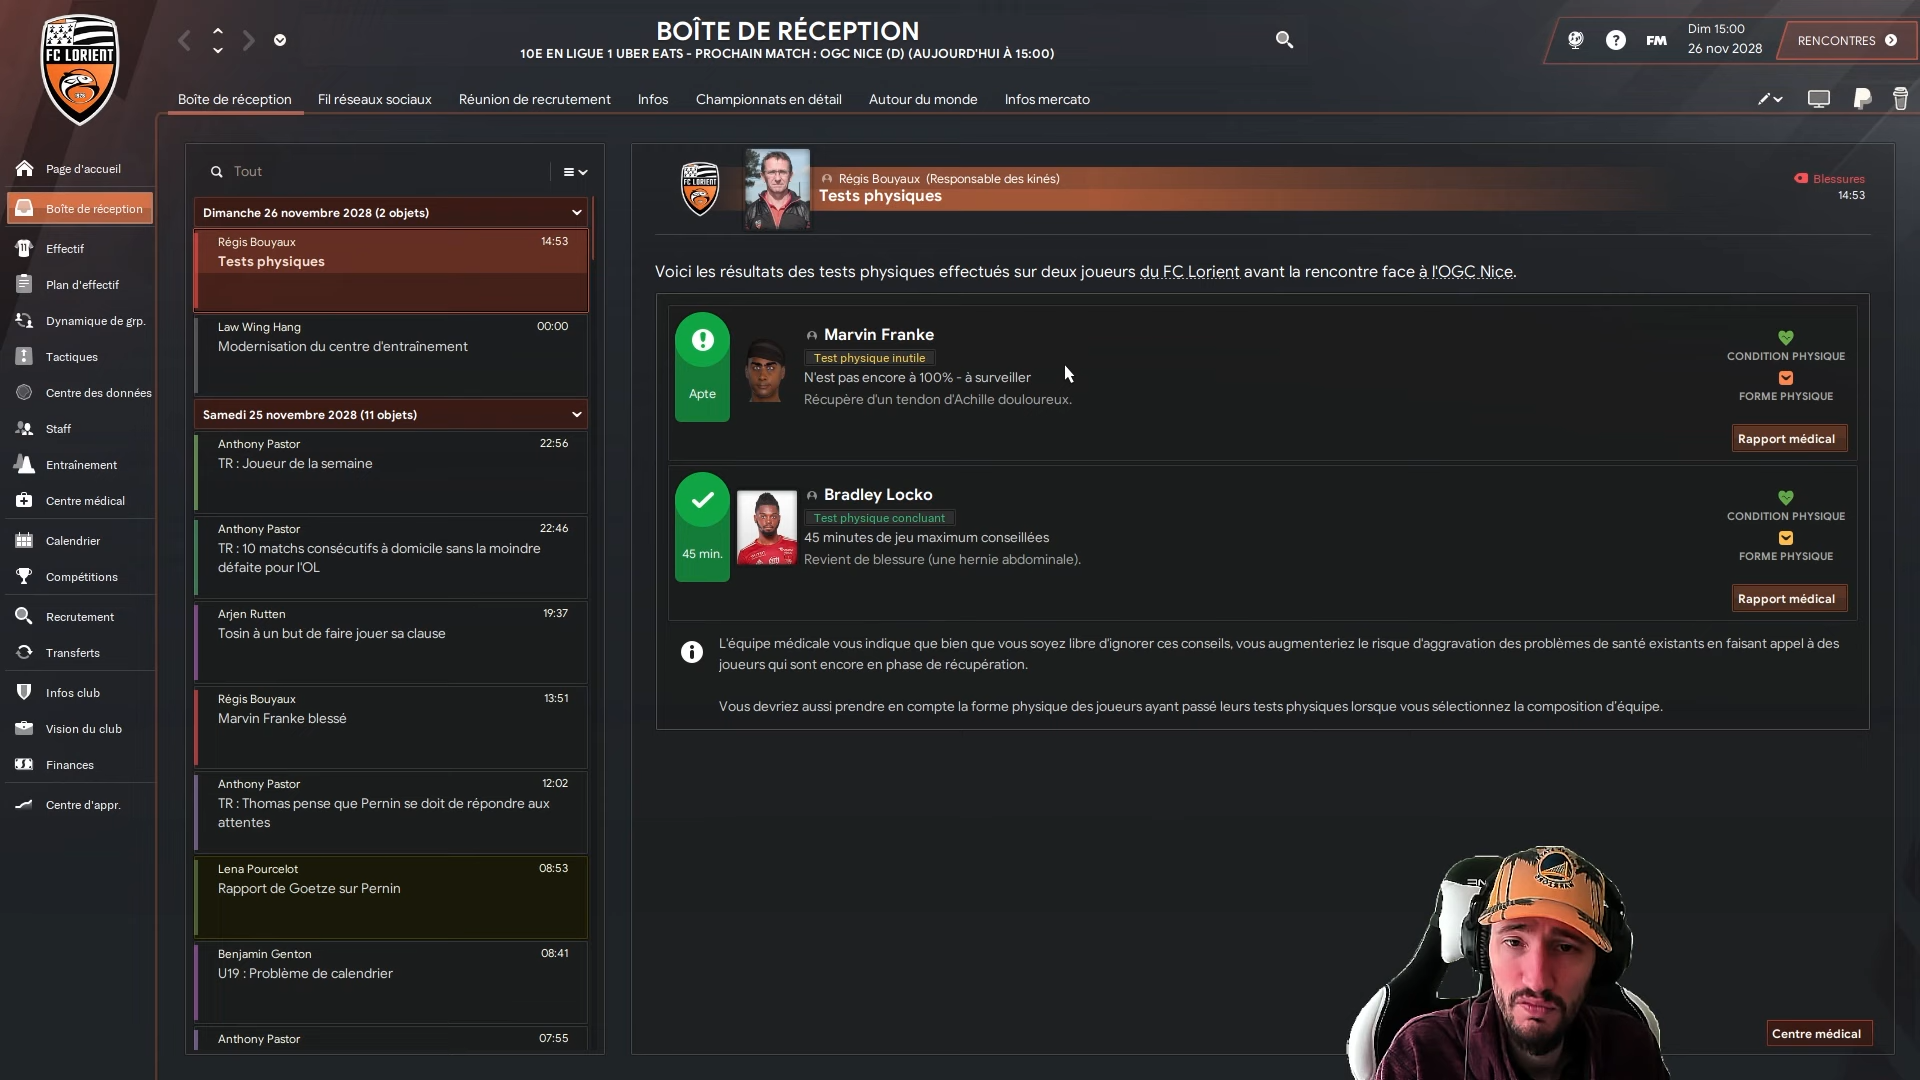 FC LORIENT
BOÎTE DE RÉCEPTION
10E EN LIGUE 1 UBER EATS - PROCHAIN MATCH : OGC NICE (D) (AUJOURD'HUI À 15:00)
FM
Dim 15:00
26 nov 2028
RENCONTRES
Boîte de réception
Fil réseaux sociaux
Réunion de recrutement
Infos
Championnats en détail
Autour du monde
Infos mercato
Page d'accueil
Boîte de réception
Effectif
Plan d'effectif
Dynamique de grp.
Tactiques
Centre des données
Staff
Entraînement
Centre médical
Calendrier
Compétitions
Recrutement
Transferts
Infos club
Vision du club
Finances
Centre d'appr.
Tout
Dimanche 26 novembre 2028 (2 objets)
Régis Bouyaux 14:53
Tests physiques
Law Wing Hang 00:00
Modernisation du centre d'entraînement
Samedi 25 novembre 2028 (11 objets)
Anthony Pastor 22:56
TR : Joueur de la semaine
Anthony Pastor 22:46
TR : 10 matchs consécutifs à domicile sans la moindre
défaite pour l'OL
Arjen Rutten 19:37
Tosin à un but de faire jouer sa clause
Régis Bouyaux 13:51
Marvin Franke blessé
Anthony Pastor 12:02
TR : Thomas pense que Pernin se doit de répondre aux
attentes
Lena Pourcelot 08:53
Rapport de Goetze sur Pernin
Benjamin Genton 08:41
U19 : Problème de calendrier
Anthony Pastor 07:55
FC LORIENT
Régis Bouyaux (Responsable des kinés)
Tests physiques
Blessures
14:53
Voici les résultats des tests physiques effectués sur deux joueurs du FC Lorient avant la rencontre face à l'OGC Nice.
Apte
Marvin Franke
Test physique inutile
N'est pas encore à 100% - à surveiller
Récupère d'un tendon d'Achille douloureux.
CONDITION PHYSIQUE
FORME PHYSIQUE
Rapport médical
45 min.
Bradley Locko
Test physique concluant
45 minutes de jeu maximum conseillées
Revient de blessure (une hernie abdominale).
CONDITION PHYSIQUE
FORME PHYSIQUE
Rapport médical
L'équipe médicale vous indique que bien que vous soyez libre d'ignorer ces conseils, vous augmenteriez le risque d'aggravation des problèmes de santé existants en faisant appel à des
joueurs qui sont encore en phase de récupération.
Vous devriez aussi prendre en compte la forme physique des joueurs ayant passé leurs tests physiques lorsque vous sélectionnez la composition d'équipe.
Centre médical